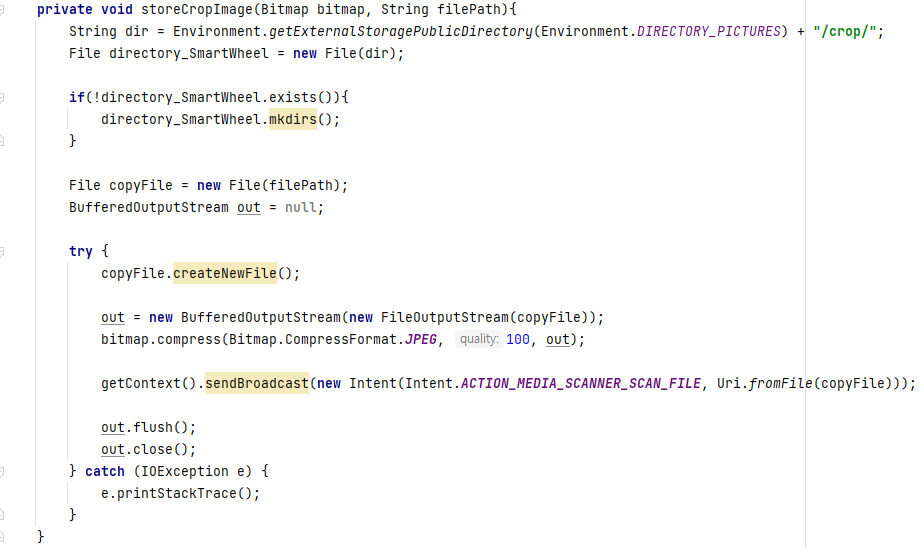 private void storeCropImage(Bitmap bitmap, String filePath){
String dir = Environment.getExternalStoragePublicDirectory(Environment.DIRECTORY_PICTURES) + "/crop/";
File directory_SmartWheel = new File(dir);
if(!directory_SmartWheel.exists()){
directory_SmartWheel.mkdirs();
}
File copyFile = new File(filePath);
BufferedOutputStream out = null;
try {
copyFile.createNewFile();
out = new BufferedOutputStream(new FileOutputStream(copyFile));
bitmap.compress(Bitmap.CompressFormat.JPEG, quality: 100, out);
getContext().sendBroadcast(new Intent(Intent.ACTION_MEDIA_SCANNER_SCAN_FILE, Uri.fromFile(copyFile)));
out.flush();
out.close();
} catch (IOException e) {
e.printStackTrace();
}
}